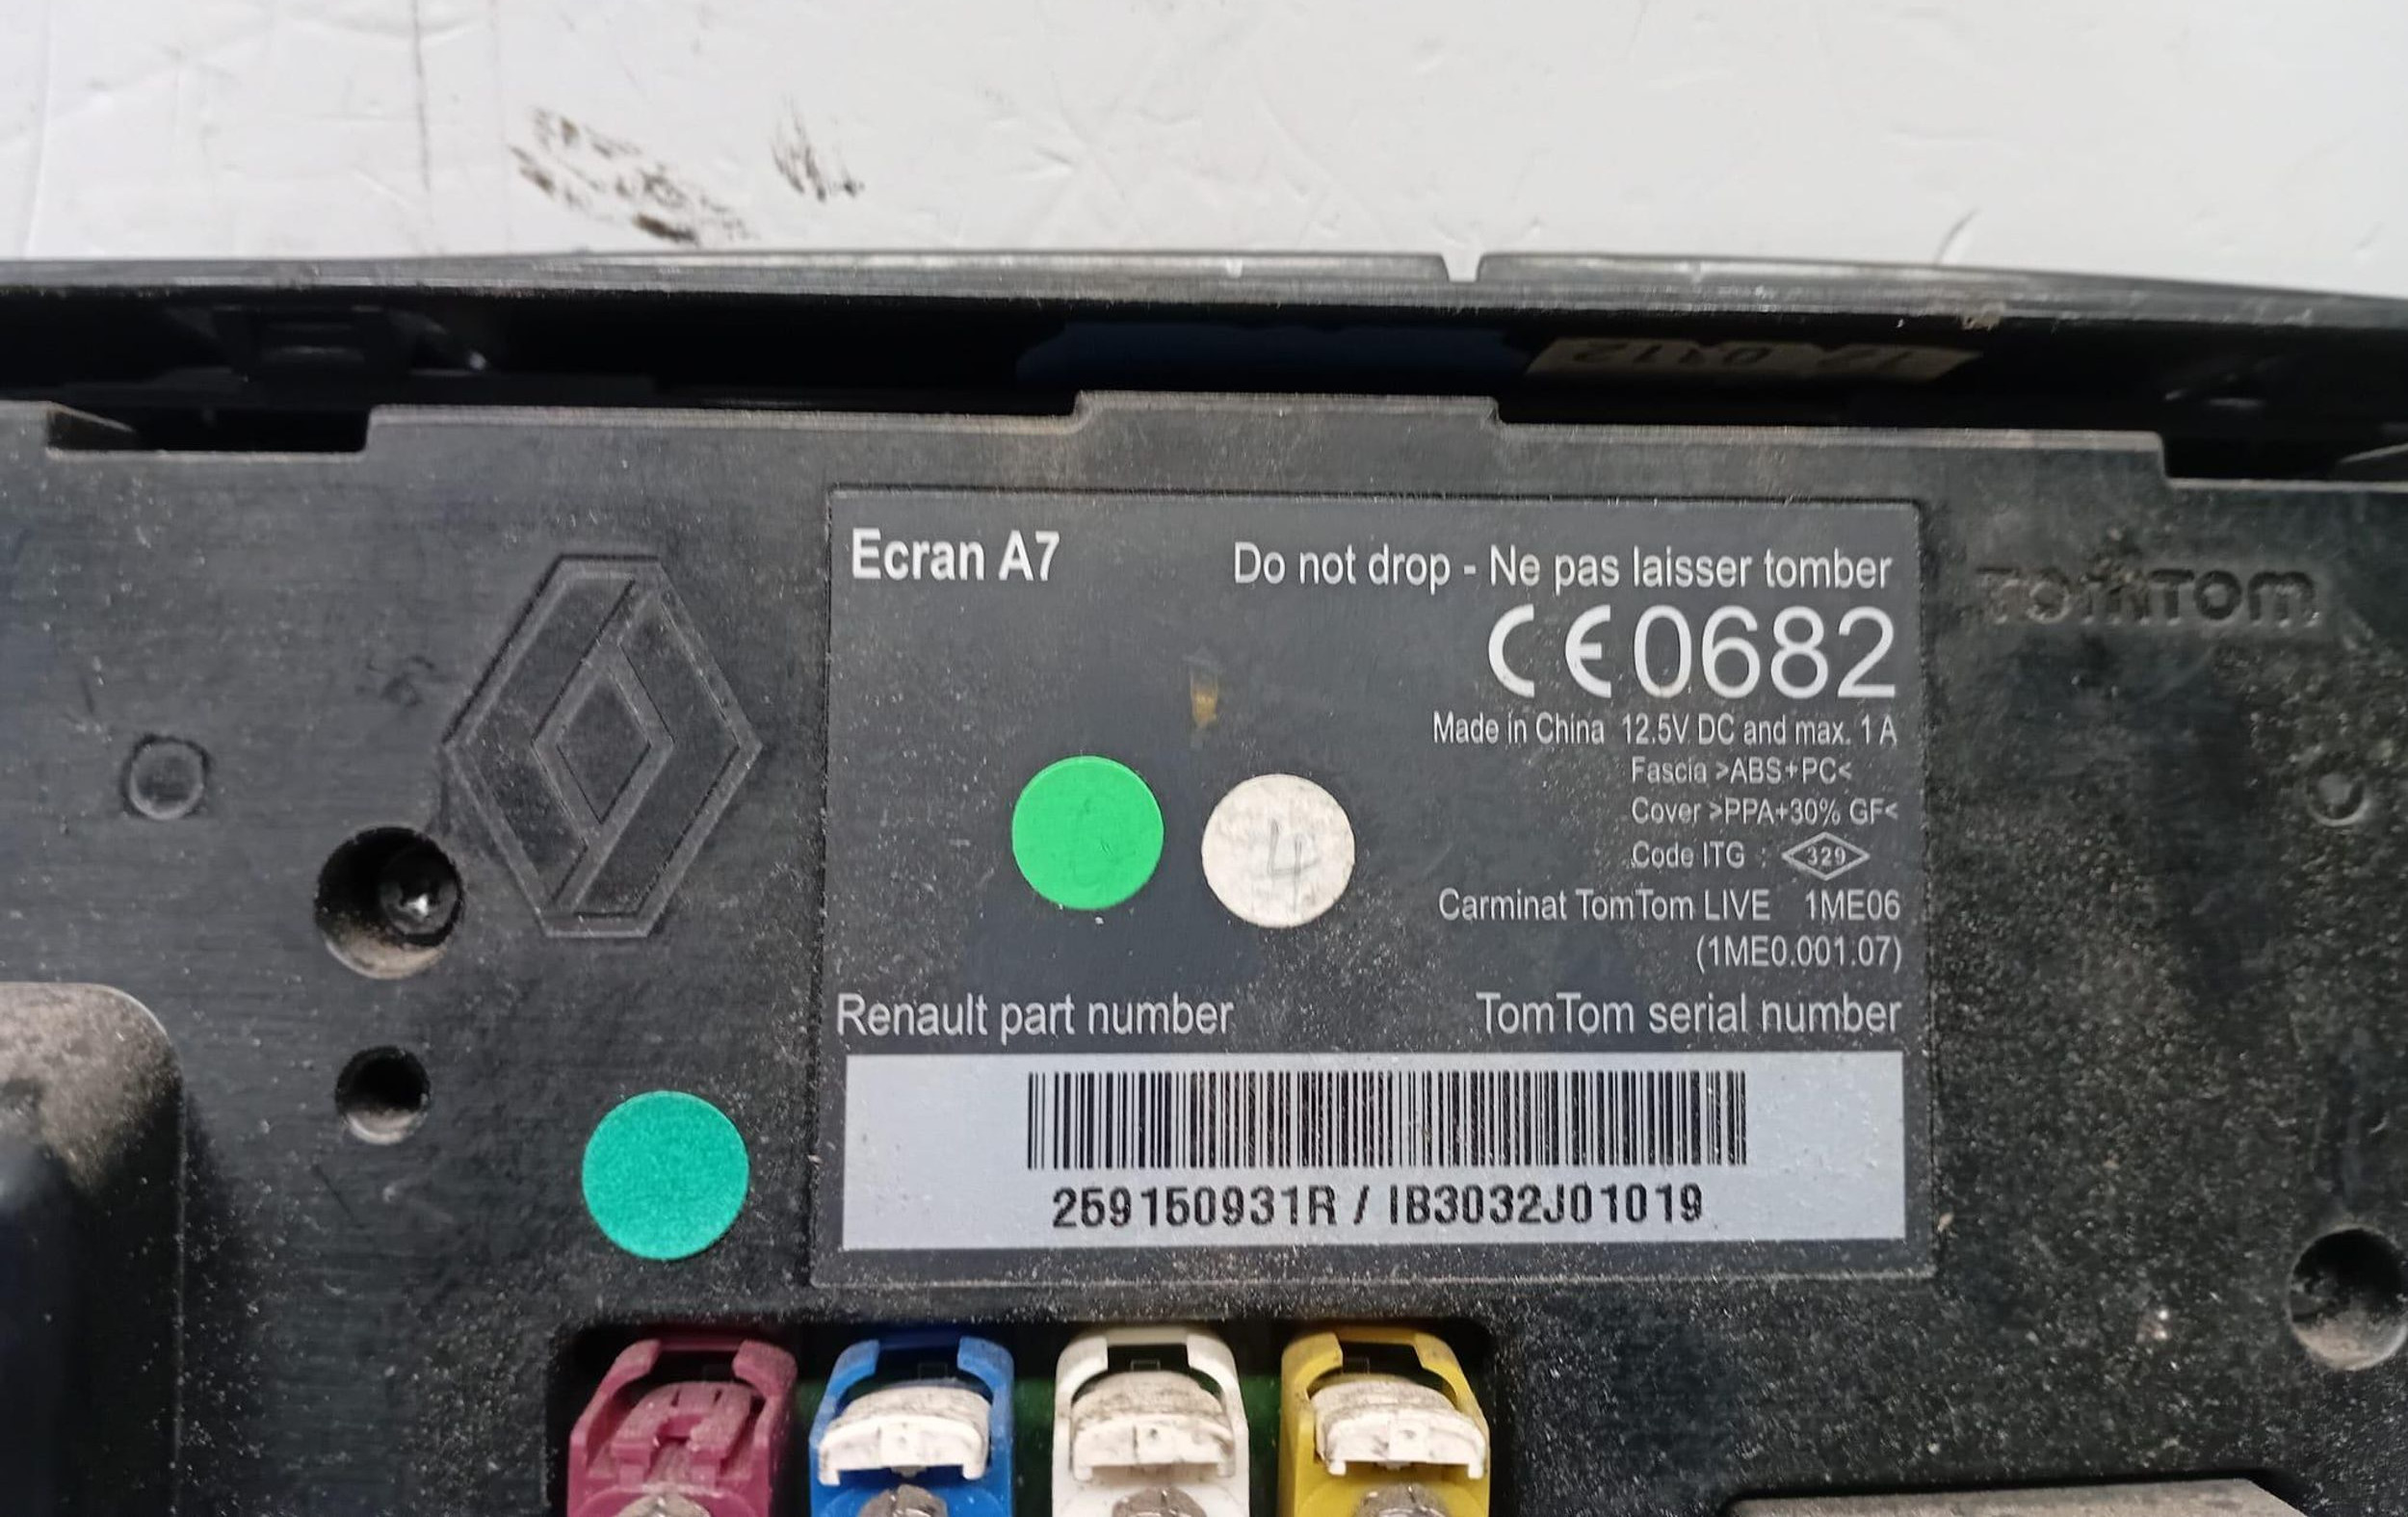 Ecran A7
Do not drop - Ne pas laisser tomber
CE0682
TOMTOM
Made in China 12.5V DC and max. 1 A
Fascia >ABS+PC<
Cover >PPA+30% GF<
4
Code ITG : 329
Carminat TomTom LIVE 1ME06
(1ME0.001.07)
Renault part number TomTom serial number
259150931R / IB3032J01019